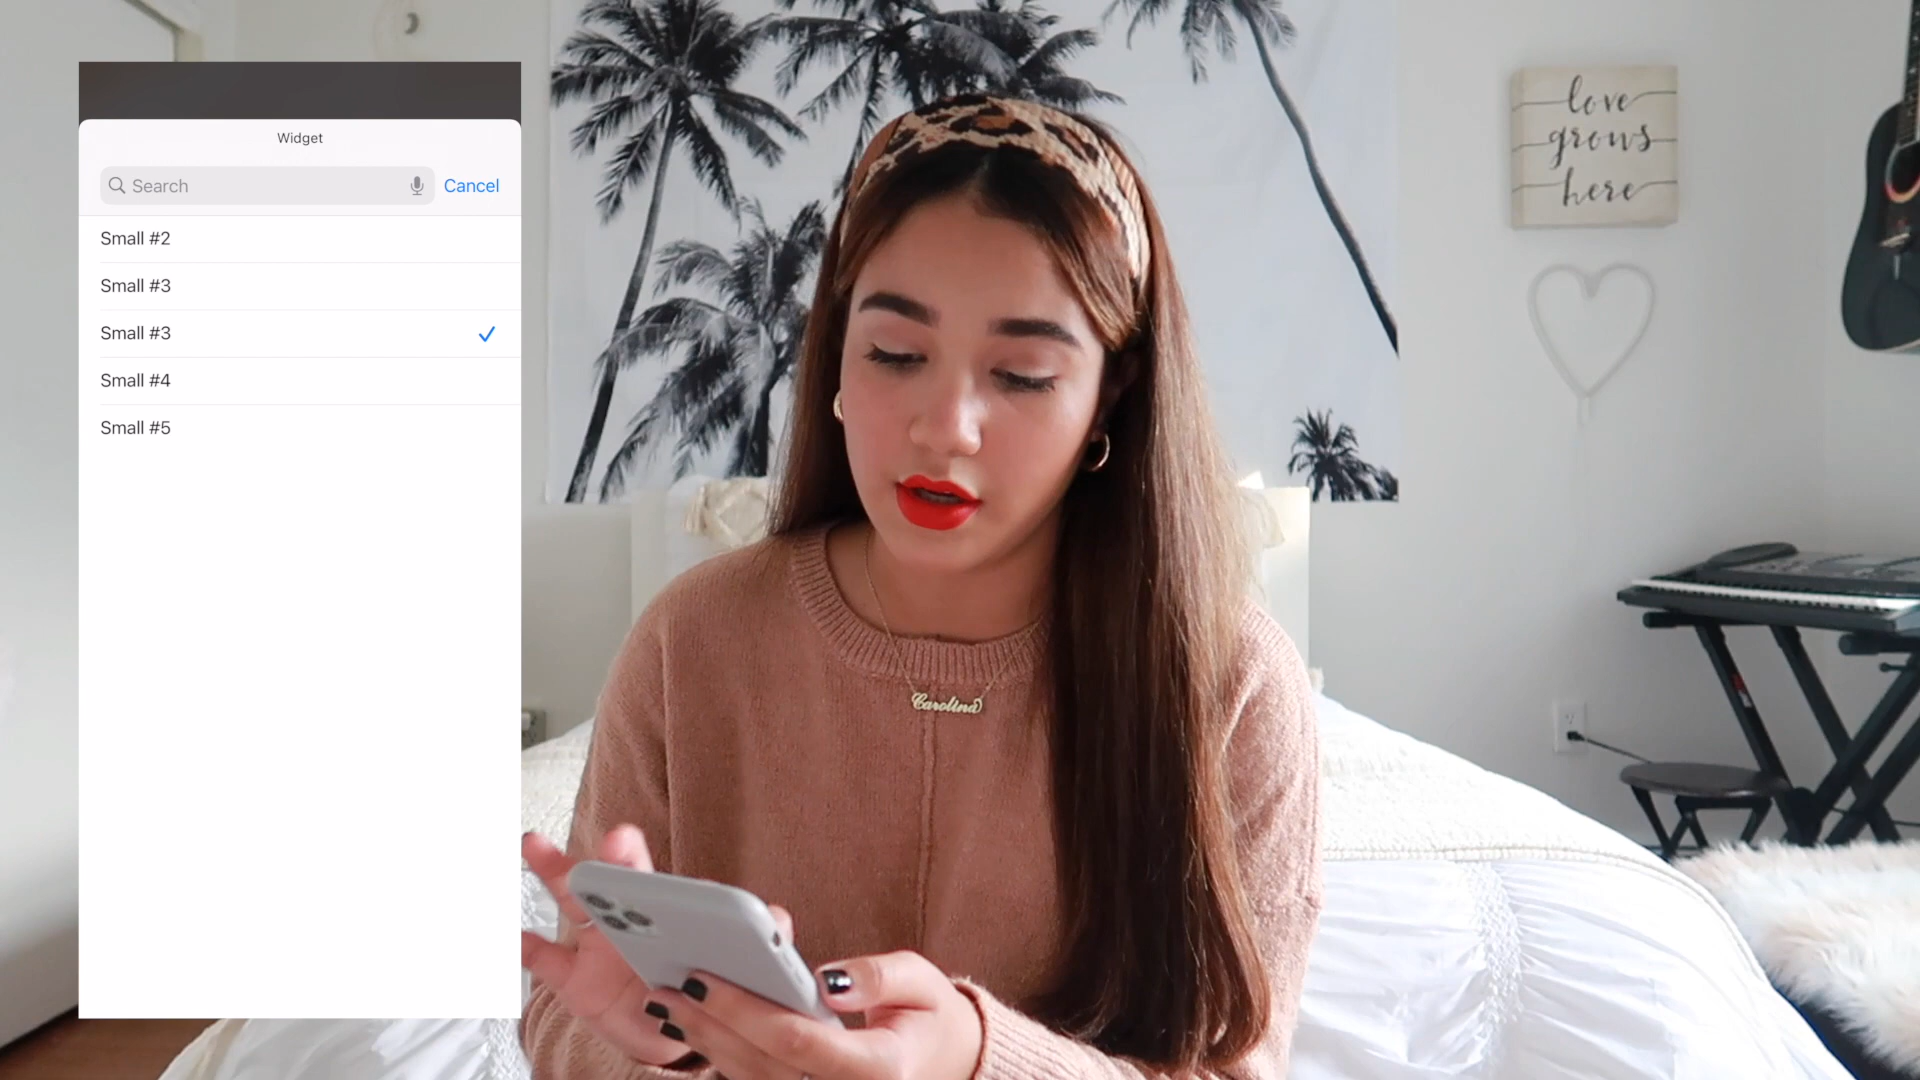 Widget
Search
Cancel
Small #2
Small #3
Small #3
Small #4
Small #5
love
grows
here
Carolina